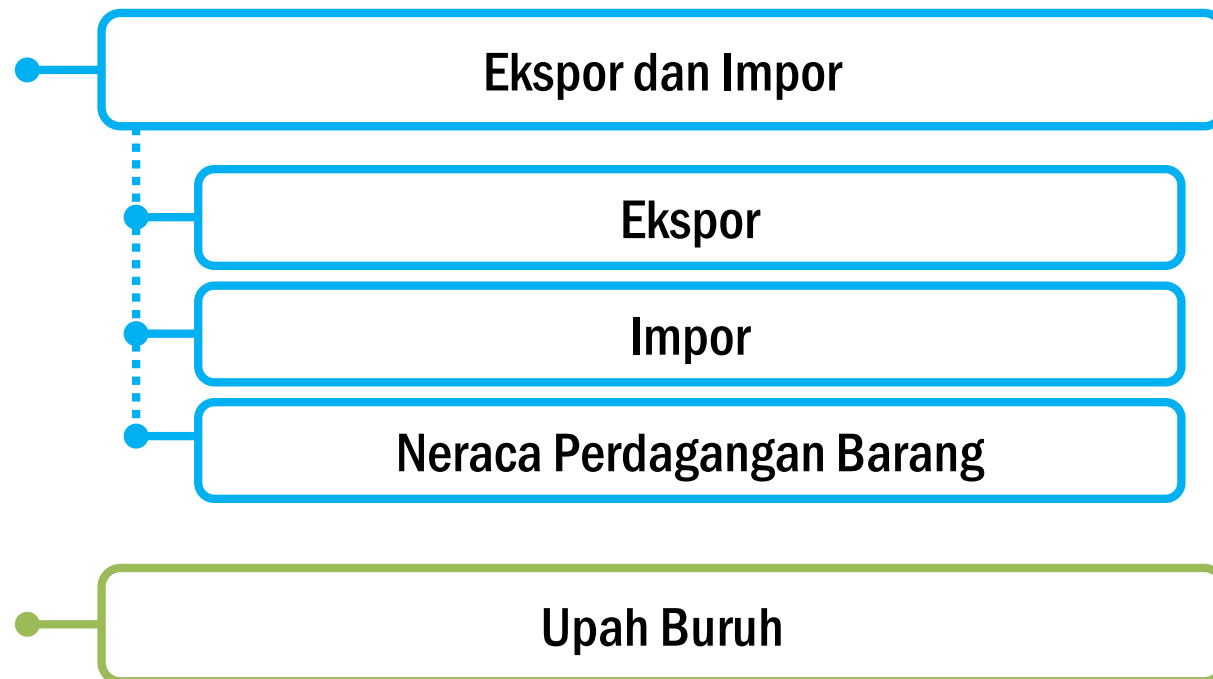 Ekspor dan Impor
Ekspor
Impor
Neraca Perdagangan Barang
Upah Buruh